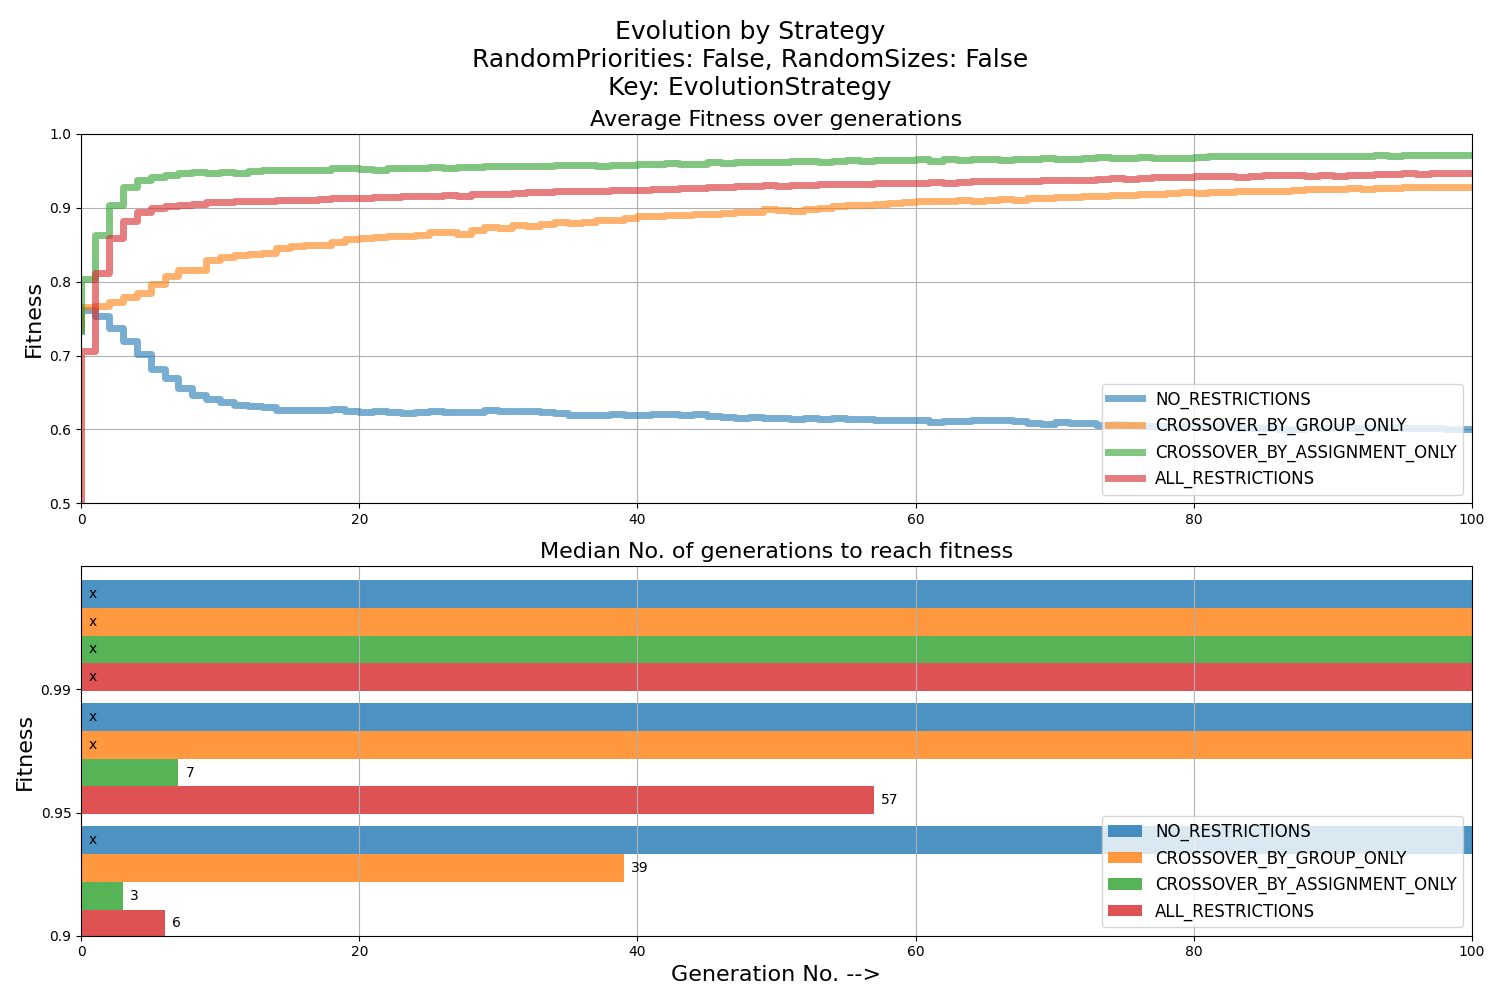 Evolution by Strategy
RandomPriorities: False, RandomSizes: False
Key: EvolutionStrategy
Average Fitness over generations
1.0
0.9
0.8
0.7
0.6
0.5
Fitness
NO_RESTRICTIONS
CROSSOVER_BY_GROUP_ONLY
CROSSOVER_BY_ASSIGNMENT_ONLY
ALL_RESTRICTIONS
0 20 40 60 80 100
Median No. of generations to reach fitness
x
x
x
x
0.99
x
x
7
57
0.95
x
39
3
6
0.9
Fitness
NO_RESTRICTIONS
CROSSOVER_BY_GROUP_ONLY
CROSSOVER_BY_ASSIGNMENT_ONLY
ALL_RESTRICTIONS
0 20 40 60 80 100
Generation No. -->